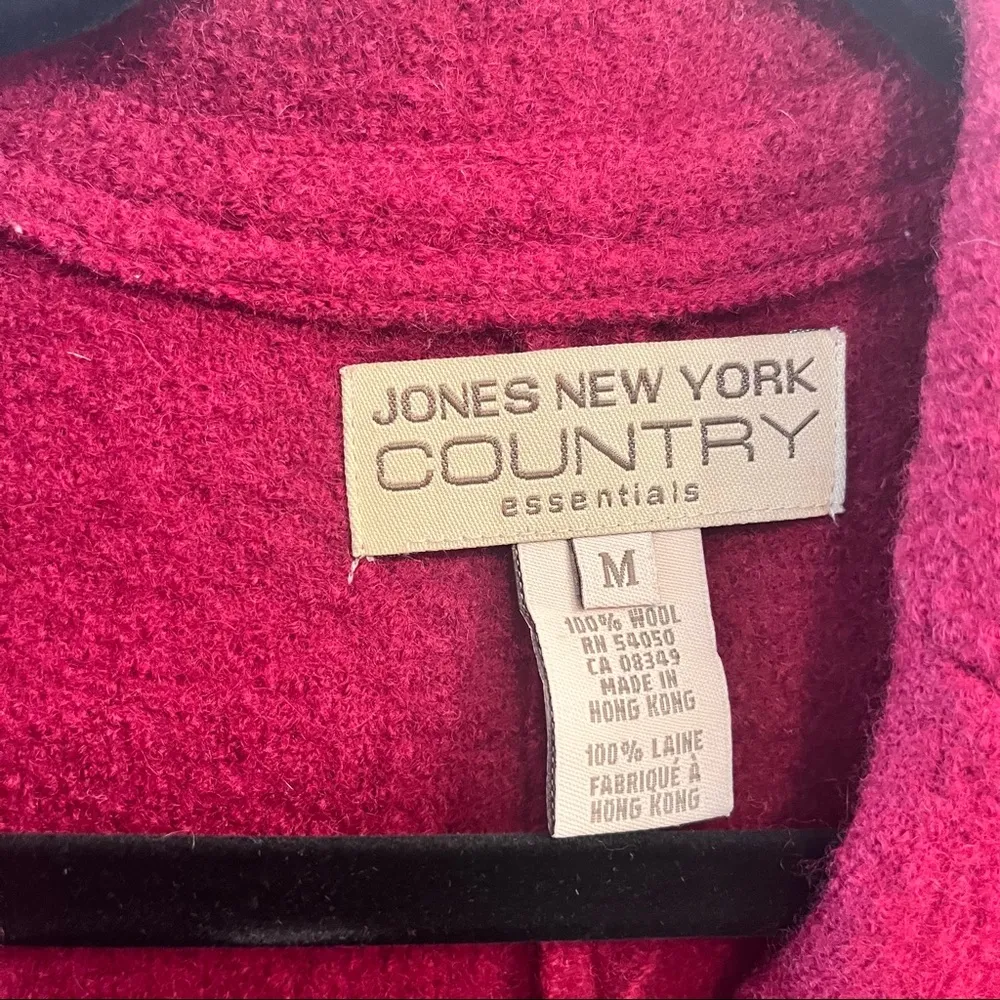 JONES NEW YORK
COUNTRY
essentials
M
100% WOOL
RN 54050
CA 08349
MADE IN
HONG KONG
100% LAINE
FABRIQUÉ À
HONG KONG